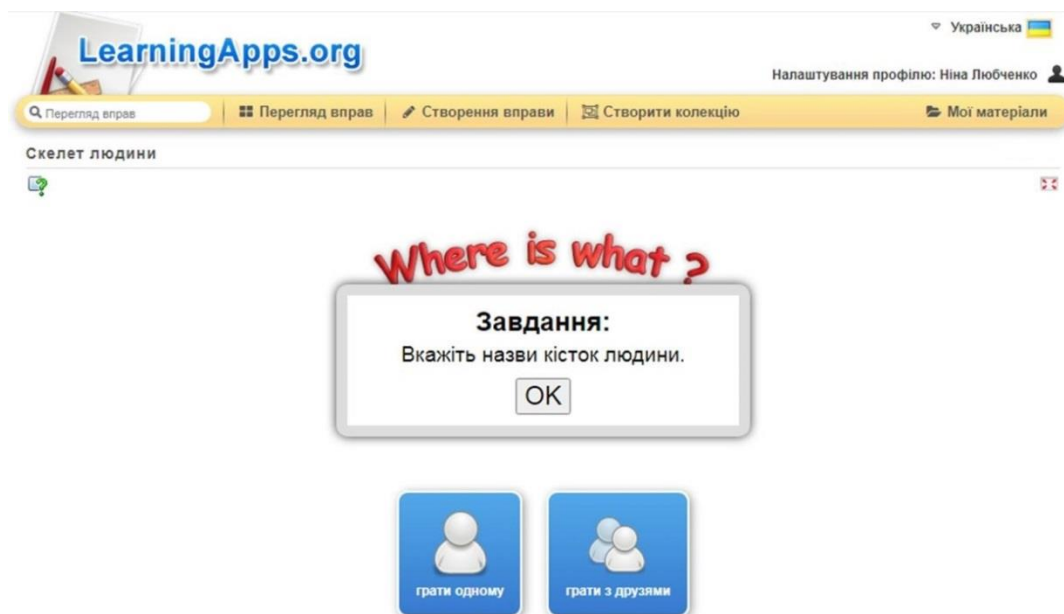 LearningApps.org
Українська
Налаштування профілю: Ніна Любченко
Перегляд вправ
Перегляд вправ
Створення вправи
Створити колекцію
Мої матеріали
Скелет людини
Where is what ?
Завдання:
Вкажіть назви кісток людини.
OK
грати одному
грати з друзями